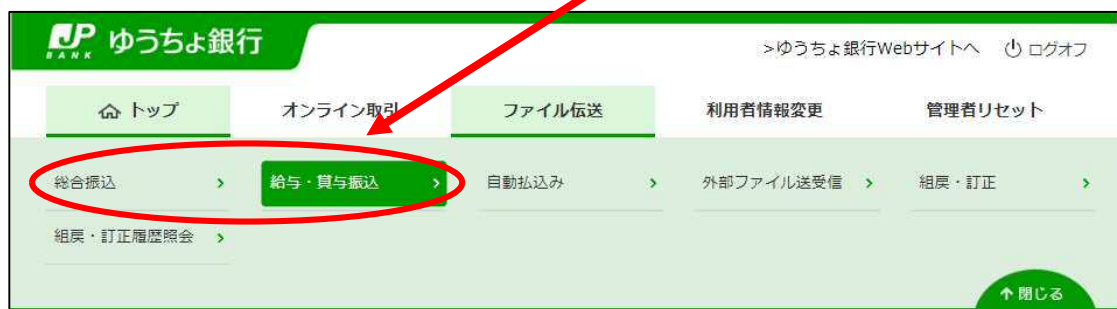 JP BANK ゆうちょ銀行
>ゆうちょ銀行Webサイトへ ログオフ
トップ オンライン取引 ファイル伝送 利用者情報変更 管理者リセット
総合振込 給与・賞与振込 自動払込み 外部ファイル送受信 組戻・訂正
組戻・訂正履歴照会
閉じる